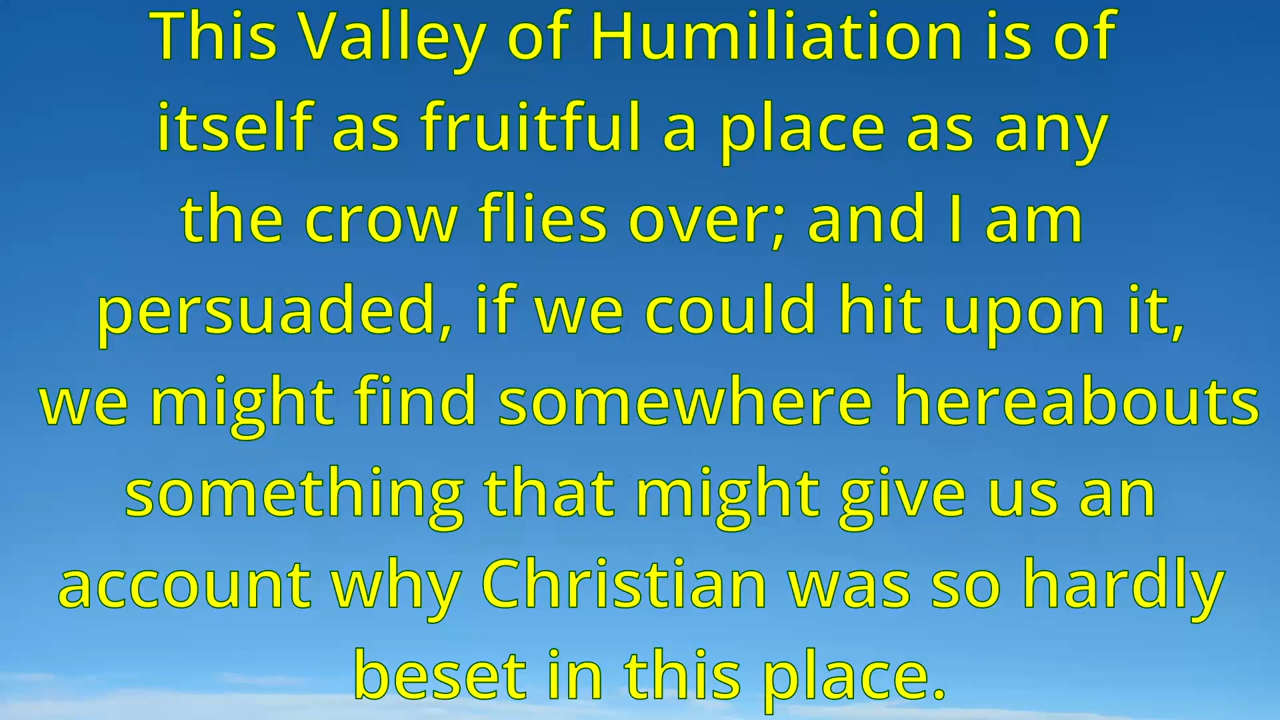 This Valley of Humiliation is of
itself as fruitful a place as any
the crow flies over; and I am
persuaded, if we could hit upon it,
we might find somewhere hereabouts
something that might give us an
account why Christian was so hardly
beset in this place.